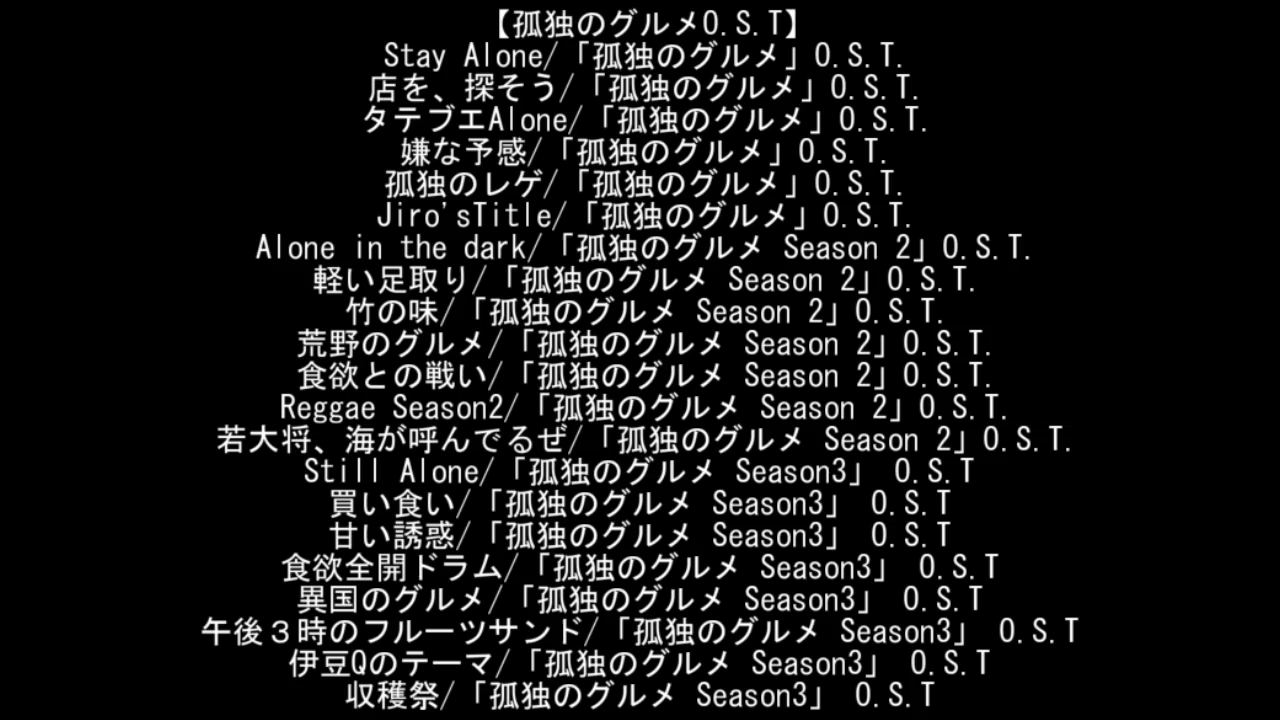 【孤独のグルメO.S.T】
Stay Alone/「孤独のグルメ」O.S.T.
店を、探そう/「孤独のグルメ」O.S.T.
タテブエAlone/「孤独のグルメ」O.S.T.
嫌な予感/「孤独のグルメ」O.S.T.
孤独のレゲ/「孤独のグルメ」O.S.T.
Jiro'sTitle/「孤独のグルメ」O.S.T.
Alone in the dark/「孤独のグルメ Season 2」O.S.T.
軽い足取り/「孤独のグルメ Season 2」O.S.T.
竹の味/「孤独のグルメ Season 2」O.S.T.
荒野のグルメ/「孤独のグルメ Season 2」O.S.T.
食欲との戦い/「孤独のグルメ Season 2」O.S.T.
Reggae Season2/「孤独のグルメ Season 2」O.S.T.
若大将、海が呼んでるぜ/「孤独のグルメ Season 2」O.S.T.
Still Alone/「孤独のグルメ Season3」 O.S.T
買い食い/「孤独のグルメ Season3」 O.S.T
甘い誘惑/「孤独のグルメ Season3」 O.S.T
食欲全開ドラム/「孤独のグルメ Season3」 O.S.T
異国のグルメ/「孤独のグルメ Season3」 O.S.T
午後３時のフルーツサンド/「孤独のグルメ Season3」 O.S.T
伊豆Qのテーマ/「孤独のグルメ Season3」 O.S.T
収穫祭/「孤独のグルメ Season3」 O.S.T